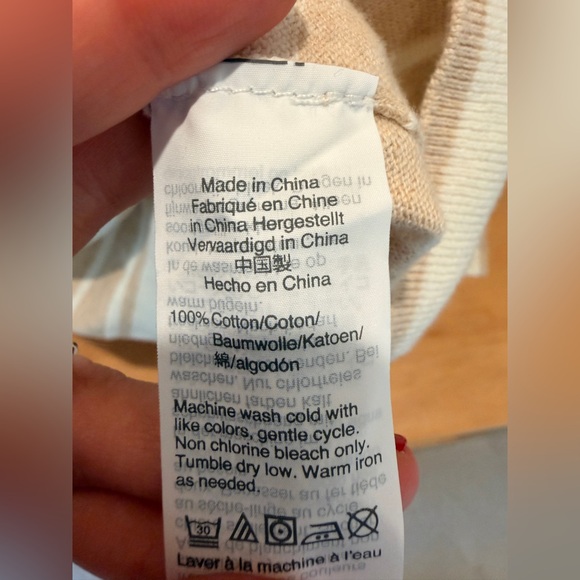 Made in China
Fabriqué en Chine
in China Hergestellt
Vervaardigd in China
中国製
Hecho en China
100% Cotton/Coton/
Baumwolle/Katoen/
綿/algodón
Machine wash cold with
like colors, gentle cycle.
Non chlorine bleach only.
Tumble dry low. Warm iron
as needed.
30
Laver à la machine à l'eau